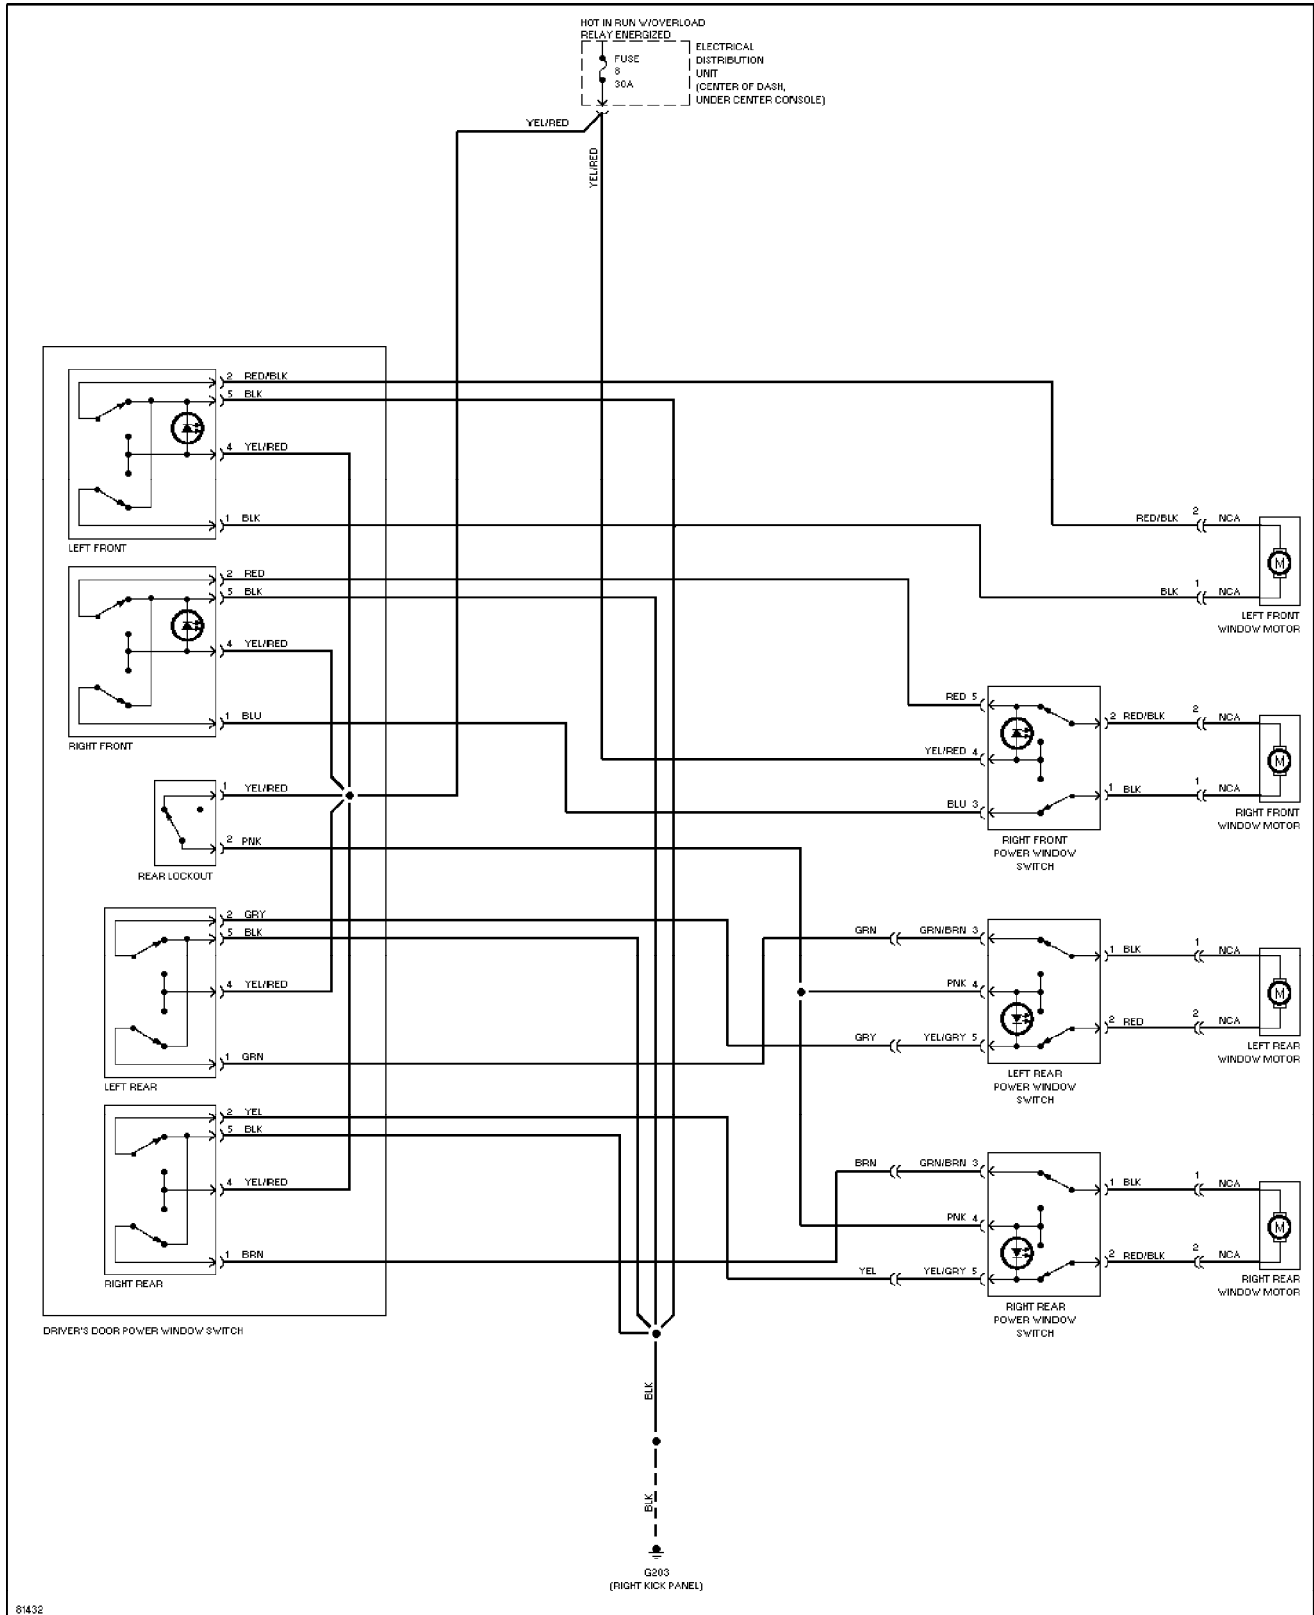 HOT IN RUN W/OVERLOAD
RELAY ENERGIZED
FUSE
8
30A
ELECTRICAL
DISTRIBUTION
UNIT
(CENTER OF DASH,
UNDER CENTER CONSOLE)
YEL/RED
YEL/RED
2 RED/BLK
5 BLK
4 YEL/RED
1 BLK
LEFT FRONT
RED/BLK 2 NCA
M
BLK 1 NCA
LEFT FRONT
WINDOW MOTOR
2 RED
5 BLK
4 YEL/RED
1 BLU
RIGHT FRONT
RED 5
YEL/RED 4
BLU 3
2 RED/BLK 2 NCA
M
1 BLK 1 NCA
RIGHT FRONT
POWER WINDOW
SWITCH
RIGHT FRONT
WINDOW MOTOR
1 YEL/RED
2 PNK
REAR LOCKOUT
2 GRY
5 BLK
4 YEL/RED
1 GRN
LEFT REAR
GRN GRN/BRN 3
PNK 4
GRY YEL/GRY 5
1 BLK 1 NCA
M
2 RED 2 NCA
LEFT REAR
POWER WINDOW
SWITCH
LEFT REAR
WINDOW MOTOR
2 YEL
5 BLK
4 YEL/RED
1 BRN
RIGHT REAR
BRN GRN/BRN 3
PNK 4
YEL YEL/GRY 5
1 BLK 1 NCA
M
2 RED/BLK 2 NCA
RIGHT REAR
POWER WINDOW
SWITCH
RIGHT REAR
WINDOW MOTOR
DRIVER'S DOOR POWER WINDOW SWITCH
BLK
BLK
G203
(RIGHT KICK PANEL)
81432